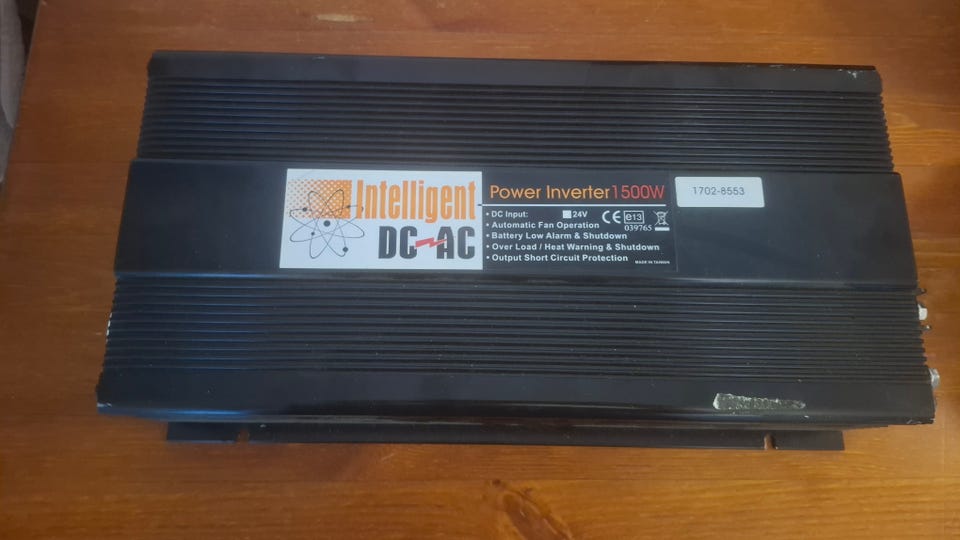 Intelligent
DC AC
Power Inverter 1500W
• DC Input: 24V
CE e13
039765
• Automatic Fan Operation
• Battery Low Alarm & Shutdown
• Over Load / Heat Warning & Shutdown
• Output Short Circuit Protection
MADE IN TAIWAN
1702-8553